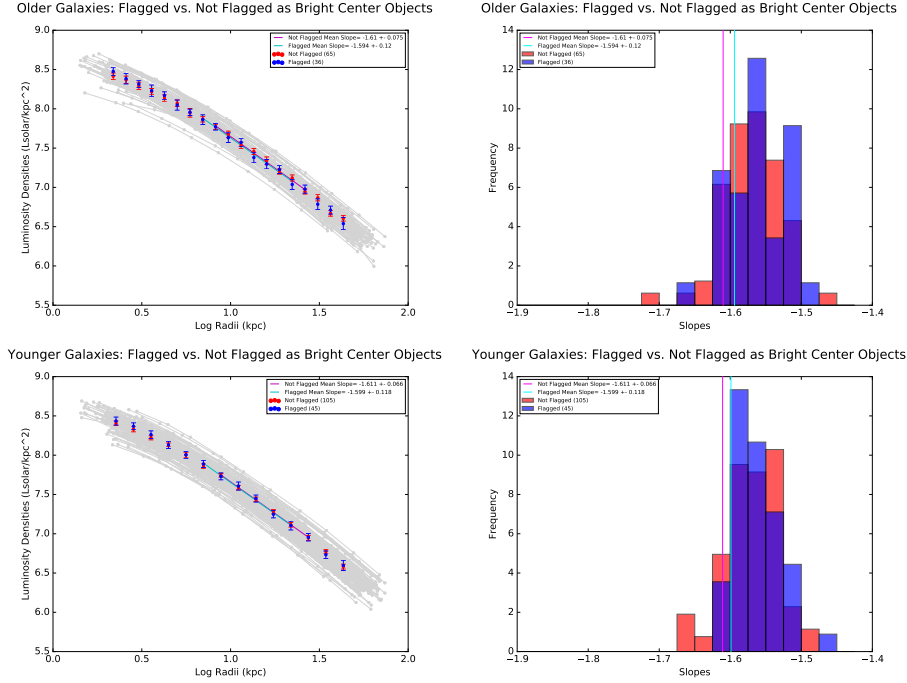 Older Galaxies: Flagged vs. Not Flagged as Bright Center Objects
9.0
8.5
8.0
7.5
7.0
6.5
6.0
5.5
Luminosity Densities (Lsolar/kpc^2)
0.0 0.5 1.0 1.5 2.0
Log Radii (kpc)
Not Flagged Mean Slope= -1.61 +- 0.075
Flagged Mean Slope= -1.594 +- 0.12
Not Flagged (65)
Flagged (36)
Older Galaxies: Flagged vs. Not Flagged as Bright Center Objects
14
12
10
8
6
4
2
0
Frequency
−1.9 −1.8 −1.7 −1.6 −1.5 −1.4
Slopes
Not Flagged Mean Slope= -1.61 +- 0.075
Flagged Mean Slope= -1.594 +- 0.12
Not Flagged (65)
Flagged (36)
Younger Galaxies: Flagged vs. Not Flagged as Bright Center Objects
9.0
8.5
8.0
7.5
7.0
6.5
6.0
5.5
Luminosity Densities (Lsolar/kpc^2)
0.0 0.5 1.0 1.5 2.0
Log Radii (kpc)
Not Flagged Mean Slope= -1.611 +- 0.066
Flagged Mean Slope= -1.599 +- 0.118
Not Flagged (105)
Flagged (45)
Younger Galaxies: Flagged vs. Not Flagged as Bright Center Objects
14
12
10
8
6
4
2
0
Frequency
−1.9 −1.8 −1.7 −1.6 −1.5 −1.4
Slopes
Not Flagged Mean Slope= -1.611 +- 0.066
Flagged Mean Slope= -1.599 +- 0.118
Not Flagged (105)
Flagged (45)